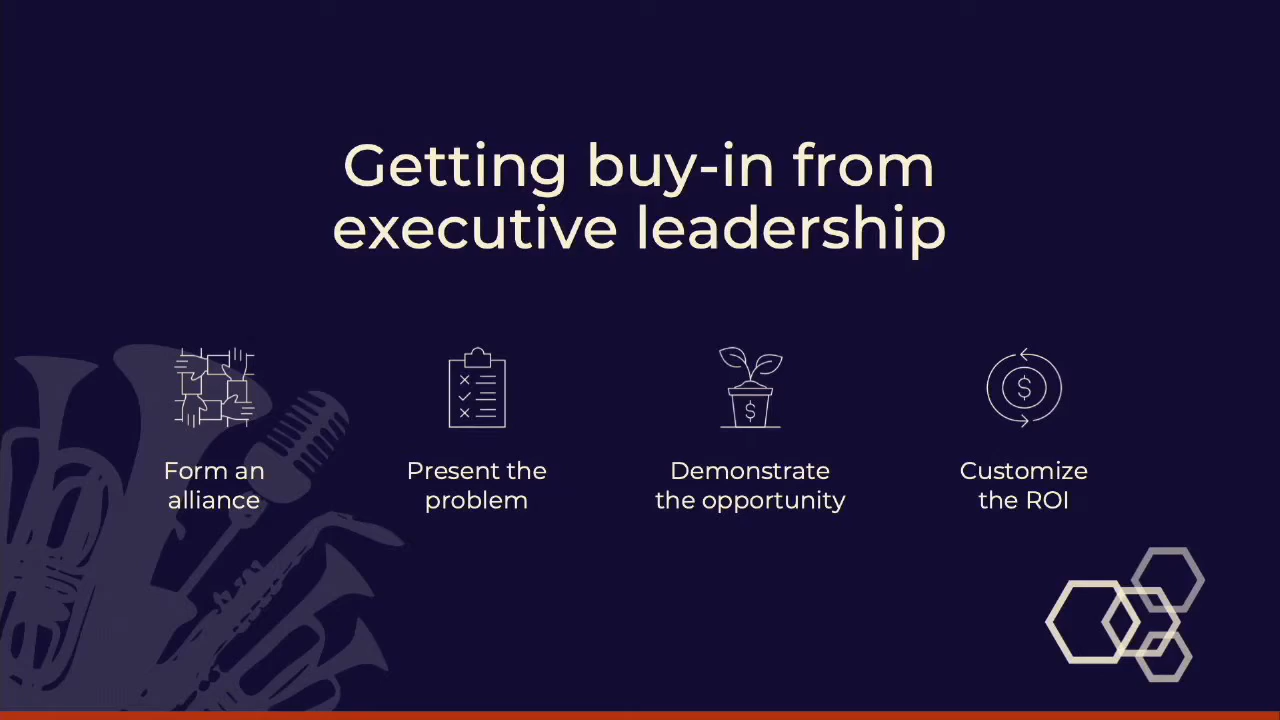 Getting buy-in from
executive leadership
Form an
alliance
Present the
problem
Demonstrate
the opportunity
Customize
the ROI